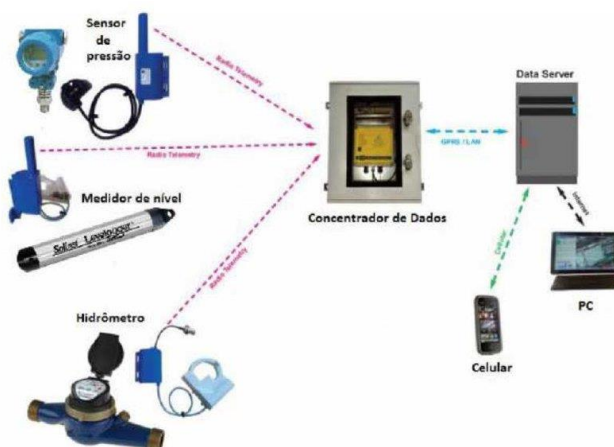 Sensor
de
pressão
Radio Telemetry
Data Server
GPRS / LAN
Radio Telemetry
Medidor de nível
Solinst Levelogger
Concentrador de Dados
Internet
Radio Telemetry
Celular
PC
Hidrômetro
Celular